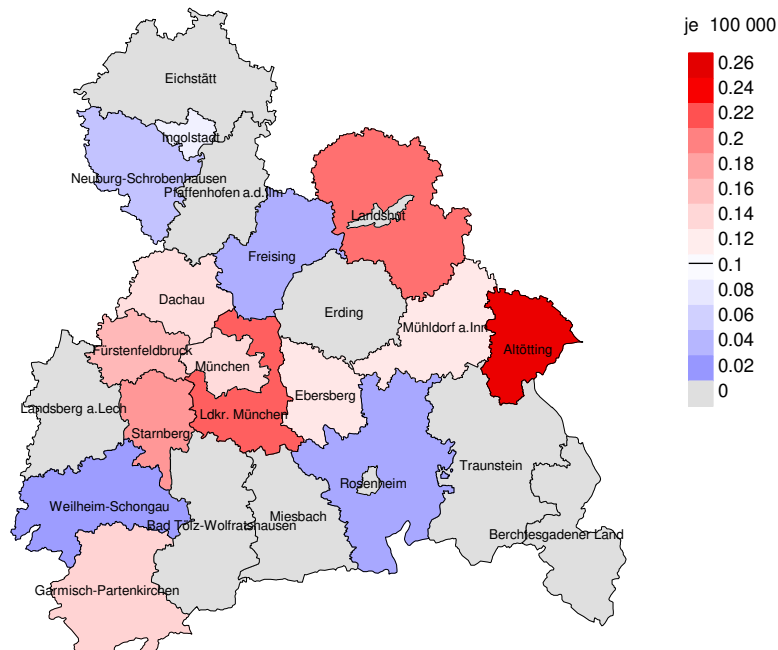 je 100 000
0.26
0.24
0.22
0.2
0.18
0.16
0.14
0.12
0.1
0.08
0.06
0.04
0.02
0
Eichstätt
Ingolstadt
Neuburg-Schrobenhausen
Pfaffenhofen a.d.Ilm
Landshut
Freising
Dachau
Erding
Mühldorf a.Inn
Fürstenfeldbruck
Altötting
München
Ebersberg
Landsberg a.Lech
Ldkr. München
Starnberg
Traunstein
Rosenheim
Weilheim-Schongau
Miesbach
Bad Tölz-Wolfratshausen
Berchtesgadener Land
Garmisch-Partenkirchen